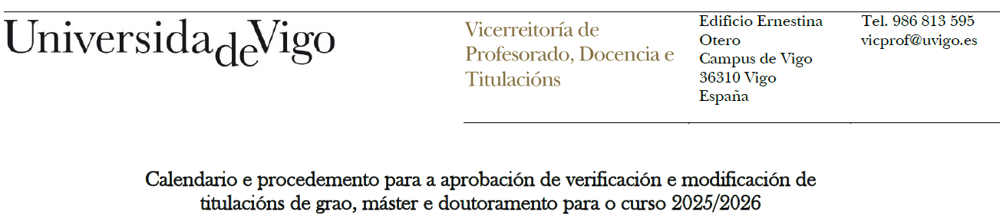 UniversidadeVigo
Vicerreitoría de
Profesorado, Docencia e
Titulacións
Edificio Ernestina
Otero
Campus de Vigo
36310 Vigo
España
Tel. 986 813 595
vicprof@uvigo.es
Calendario e procedemento para a aprobación de verificación e modificación de
titulacións de grao, máster e doutoramento para o curso 2025/2026